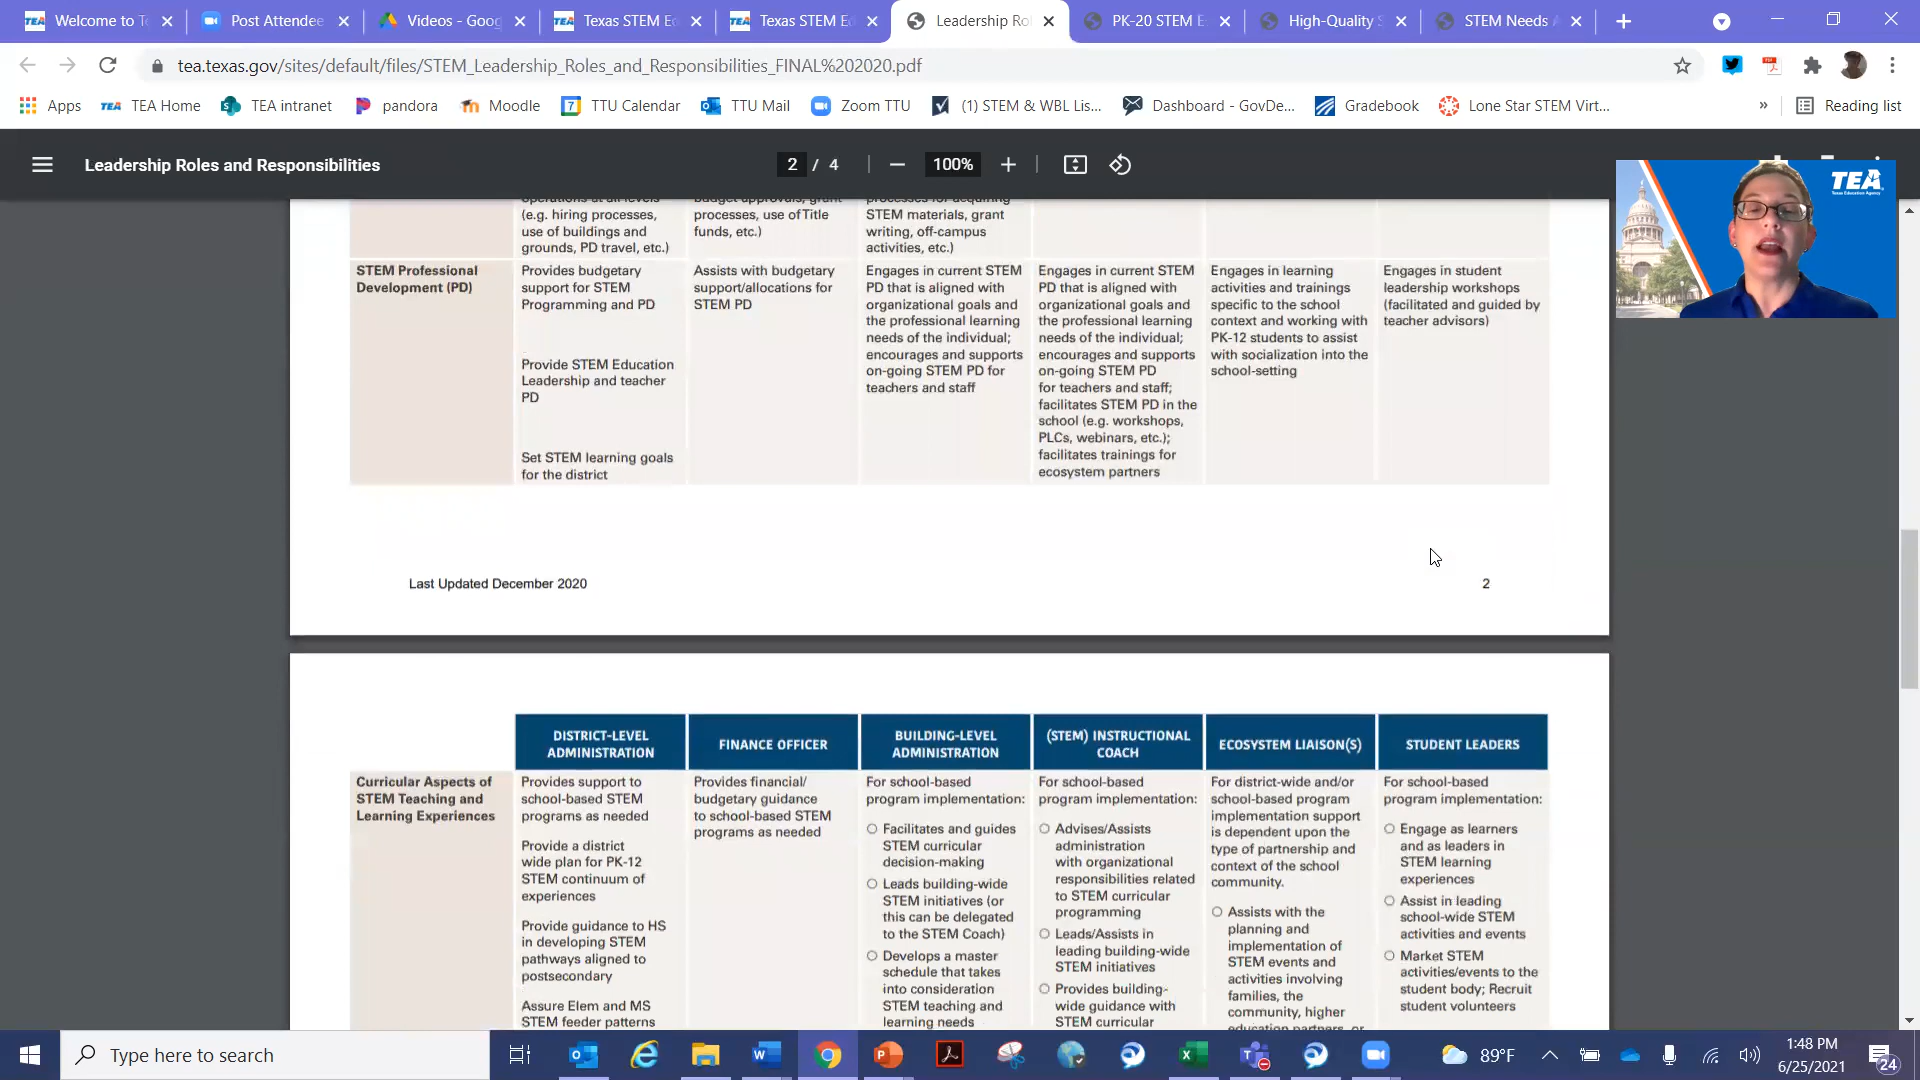 Welcome to T
Post Attendee
Videos - Goog
Texas STEM Ed
Texas STEM Ed
Leadership Ro
PK-20 STEM E
High-Quality S
STEM Needs A
tea.texas.gov/sites/default/files/STEM_Leadership_Roles_and_Responsibilities_FINAL%202020.pdf
Apps
TEA Home
TEA intranet
pandora
Moodle
TTU Calendar
TTU Mail
Zoom TTU
(1) STEM & WBL Lis...
Dashboard - GovDe...
Gradebook
Lone Star STEM Virt...
»
Reading list
Leadership Roles and Responsibilities
2 / 4
100%
TEA
Texas Education Agency
operations at all levels
(e.g. hiring processes,
use of buildings and
grounds, PD travel, etc.)
budget approvals, grant
processes, use of Title
funds, etc.)
processes for acquiring
STEM materials, grant
writing, off-campus
activities, etc.)
STEM Professional
Development (PD)
Provides budgetary
support for STEM
Programming and PD
Provide STEM Education
Leadership and teacher
PD
Set STEM learning goals
for the district
Assists with budgetary
support/allocations for
STEM PD
Engages in current STEM
PD that is aligned with
organizational goals and
the professional learning
needs of the individual;
encourages and supports
on-going STEM PD for
teachers and staff
Engages in current STEM
PD that is aligned with
organizational goals and
the professional learning
needs of the individual;
encourages and supports
on-going STEM PD
for teachers and staff;
facilitates STEM PD in the
school (e.g. workshops,
PLCs, webinars, etc.);
facilitates trainings for
ecosystem partners
Engages in learning
activities and trainings
specific to the school
context and working with
PK-12 students to assist
with socialization into the
school-setting
Engages in student
leadership workshops
(facilitated and guided by
teacher advisors)
Last Updated December 2020
2
DISTRICT-LEVEL
ADMINISTRATION
FINANCE OFFICER
BUILDING-LEVEL
ADMINISTRATION
(STEM) INSTRUCTIONAL
COACH
ECOSYSTEM LIAISON(S)
STUDENT LEADERS
Curricular Aspects of
STEM Teaching and
Learning Experiences
Provides support to
school-based STEM
programs as needed
Provide a district
wide plan for PK-12
STEM continuum of
experiences
Provide guidance to HS
in developing STEM
pathways aligned to
postsecondary
Assure Elem and MS
STEM feeder patterns
Provides financial/
budgetary guidance
to school-based STEM
programs as needed
For school-based
program implementation:
Facilitates and guides
STEM curricular
decision-making
Leads building-wide
STEM initiatives (or
this can be delegated
to the STEM Coach)
Develops a master
schedule that takes
into consideration
STEM teaching and
learning needs
For school-based
program implementation:
Advises/Assists
administration
with organizational
responsibilities related
to STEM curricular
programming
Leads/Assists in
leading building-wide
STEM initiatives
Provides building-
wide guidance with
STEM curricular
For district-wide and/or
school-based program
implementation support
is dependent upon the
type of partnership and
context of the school
community.
Assists with the
planning and
implementation of
STEM events and
activities involving
families, the
community, higher
education partners, or
For school-based
program implementation:
Engage as learners
and as leaders in
STEM learning
experiences
Assist in leading
school-wide STEM
activities and events
Market STEM
activities/events to the
student body; Recruit
student volunteers
Type here to search
89°F
1:48 PM
6/25/2021
24